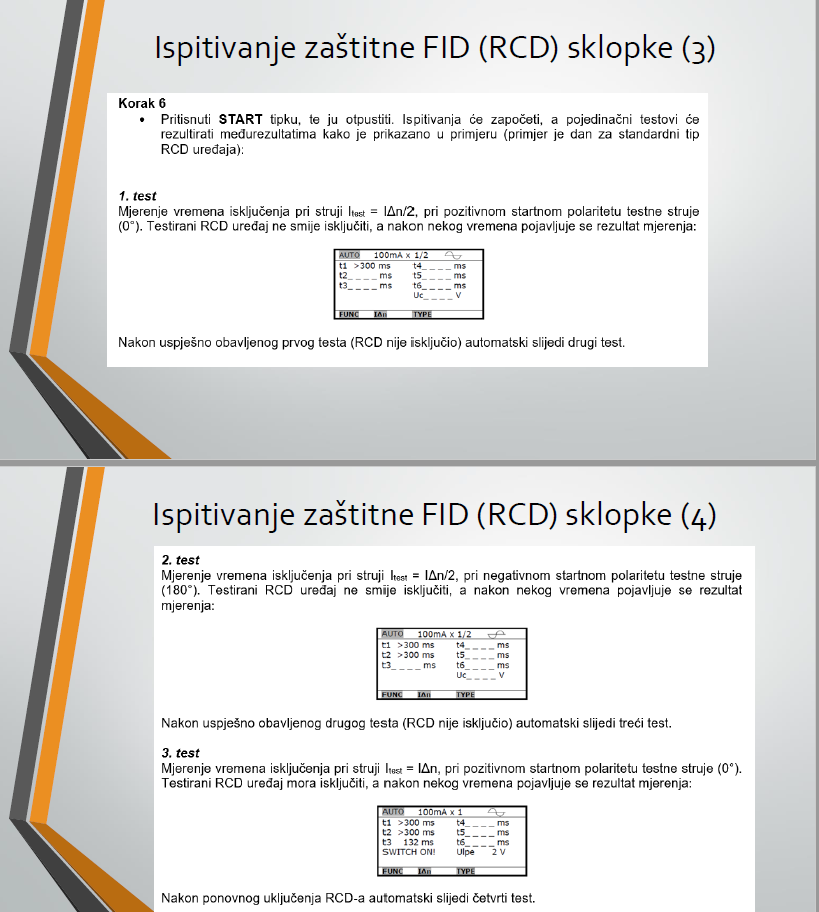 Ispitivanje zaštitne FID (RCD) sklopke (3)
Korak 6
• Pritisnuti START tipku, te ju otpustiti. Ispitivanja će započeti, a pojedinačni testovi će
rezultirati međurezultatima kako je prikazano u primjeru (primjer je dan za standardni tip
RCD uređaja):
1. test
Mjerenje vremena isključenja pri struji Itest = IΔn/2, pri pozitivnom startnom polaritetu testne struje
(0°). Testirani RCD uređaj ne smije isključiti, a nakon nekog vremena pojavljuje se rezultat mjerenja:
AUTO 100mA x 1/2
t1 >300 ms t4_ _ _ _ ms
t2_ _ _ _ ms t5_ _ _ _ ms
t3_ _ _ _ ms t6_ _ _ _ ms
Uc_ _ _ _ V
FUNC IΔn TYPE
Nakon uspješno obavljenog prvog testa (RCD nije isključio) automatski slijedi drugi test.
Ispitivanje zaštitne FID (RCD) sklopke (4)
2. test
Mjerenje vremena isključenja pri struji Itest = IΔn/2, pri negativnom startnom polaritetu testne struje
(180°). Testirani RCD uređaj ne smije isključiti, a nakon nekog vremena pojavljuje se rezultat
mjerenja:
AUTO 100mA x 1/2
t1 >300 ms t4_ _ _ _ ms
t2 >300 ms t5_ _ _ _ ms
t3_ _ _ _ ms t6_ _ _ _ ms
Uc_ _ _ _ V
FUNC IΔn TYPE
Nakon uspješno obavljenog drugog testa (RCD nije isključio) automatski slijedi treći test.
3. test
Mjerenje vremena isključenja pri struji Itest = IΔn, pri pozitivnom startnom polaritetu testne struje (0°).
Testirani RCD uređaj mora isključiti, a nakon nekog vremena pojavljuje se rezultat mjerenja:
AUTO 100mA x 1
t1 >300 ms t4_ _ _ _ ms
t2 >300 ms t5_ _ _ _ ms
t3 132 ms t6_ _ _ _ ms
SWITCH ON! Ulpe 2 V
FUNC IΔn TYPE
Nakon ponovnog uključenja RCD-a automatski slijedi četvrti test.